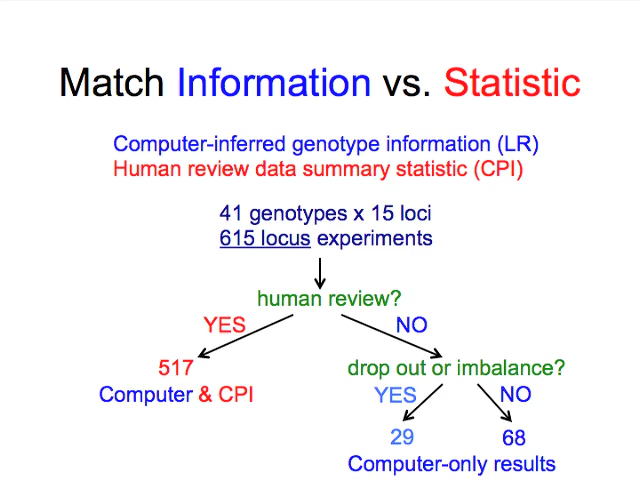 Match Information vs. Statistic
Computer-inferred genotype information (LR)
Human review data summary statistic (CPI)
41 genotypes x 15 loci
615 locus experiments
human review?
YES
NO
517
Computer & CPI
drop out or imbalance?
YES
NO
29
68
Computer-only results